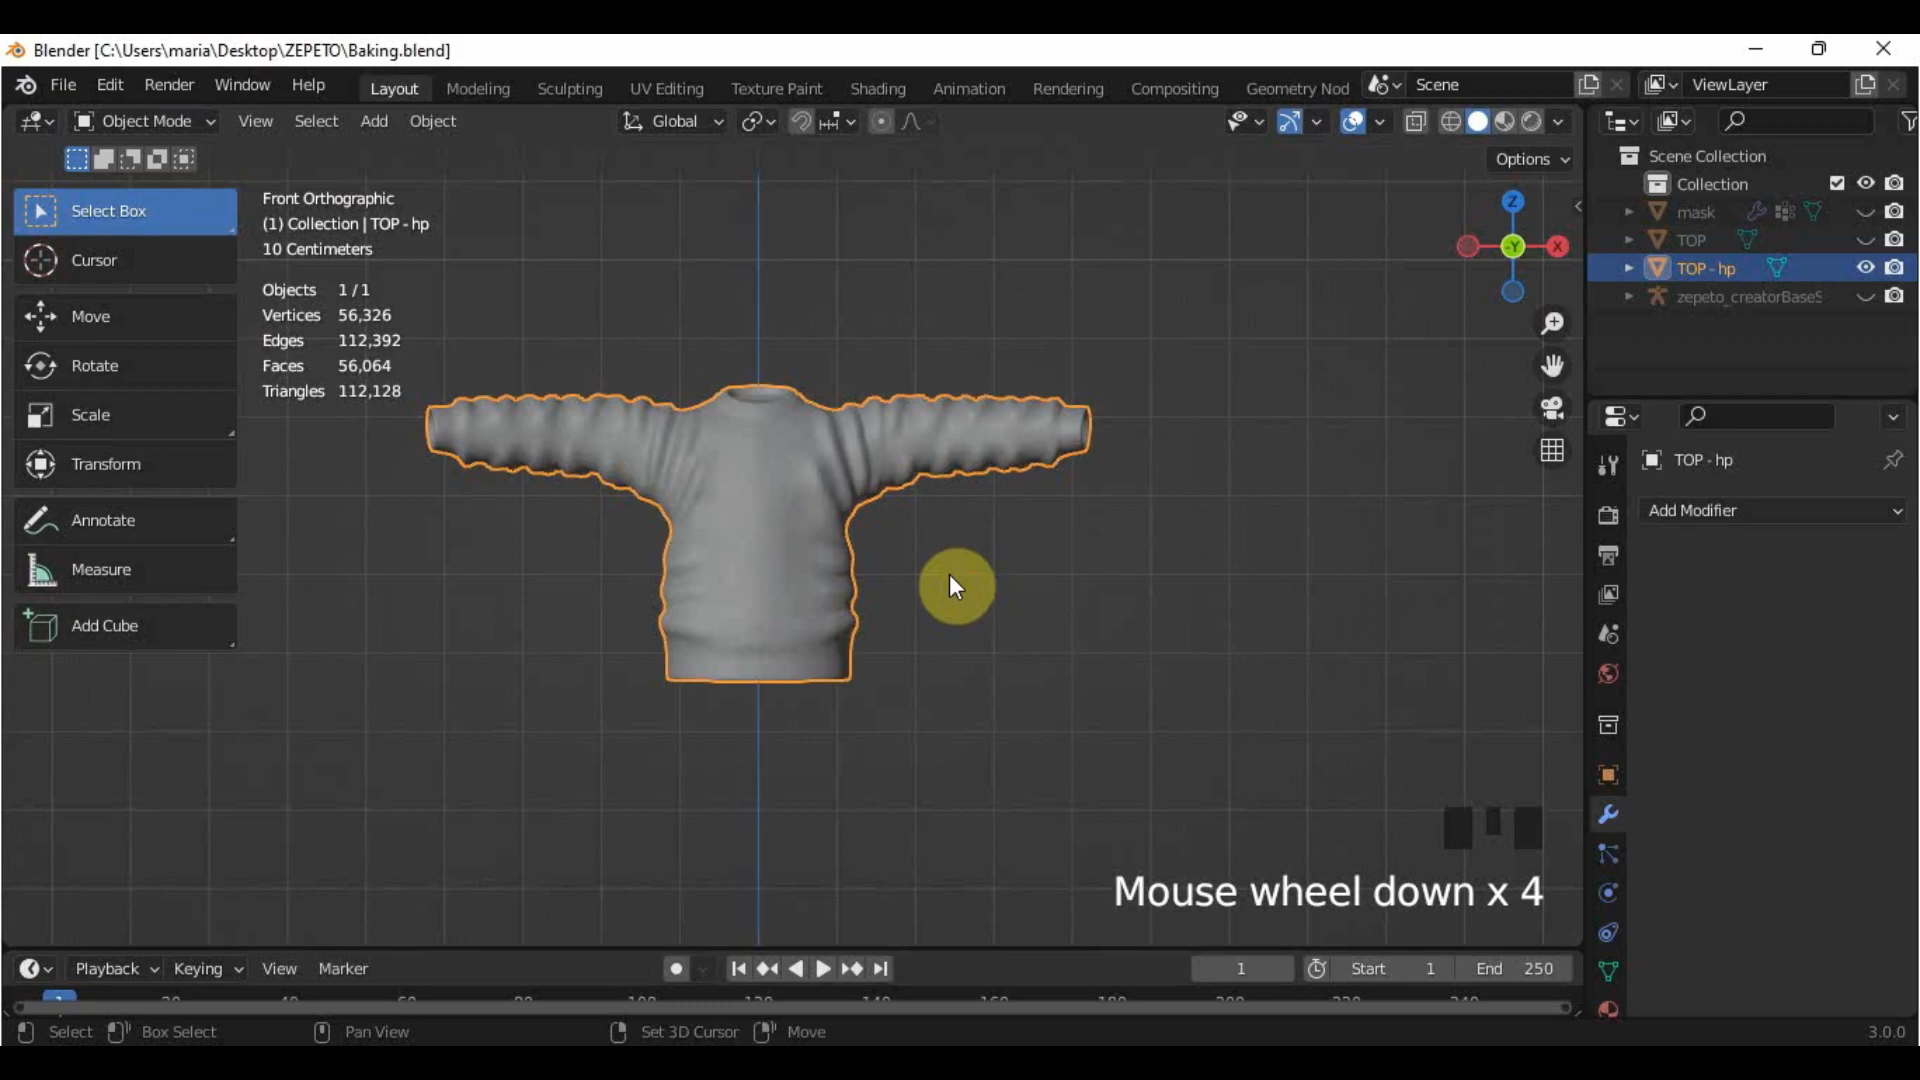 Blender [C:\Users\maria\Desktop\ZEPETO\Baking.blend]
File Edit Render Window Help Layout Modeling Sculpting UV Editing Texture Paint Shading Animation Rendering Compositing Geometry Nod Scene ViewLayer
Object Mode View Select Add Object Global
Options
Select Box
Cursor
Move
Rotate
Scale
Transform
Annotate
Measure
Add Cube
Front Orthographic
(1) Collection | TOP - hp
10 Centimeters
Objects 1 / 1
Vertices 56,326
Edges 112,392
Faces 56,064
Triangles 112,128
Z
-Y
X
Scene Collection
Collection
mask
TOP
TOP - hp
zepeto_creatorBaseS
TOP - hp
Add Modifier
Mouse wheel down x 4
Playback Keying View Marker 1 Start 1 End 250
Select Box Select Pan View Set 3D Cursor Move 3.0.0